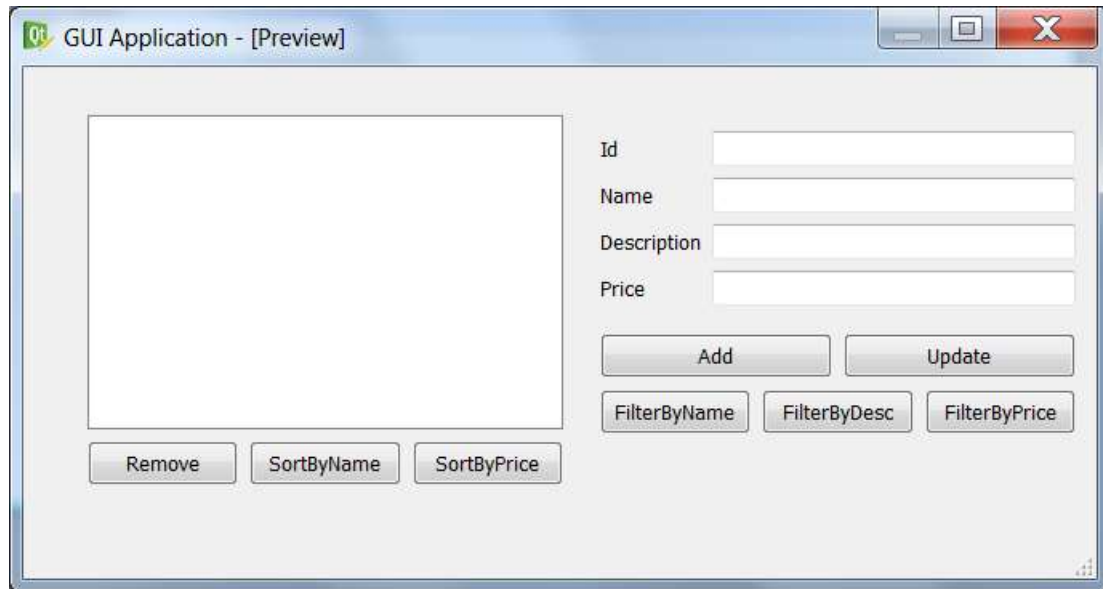 GUI Application - [Preview]
Id
Name
Description
Price
Add Update
FilterByName FilterByDesc FilterByPrice
Remove SortByName SortByPrice